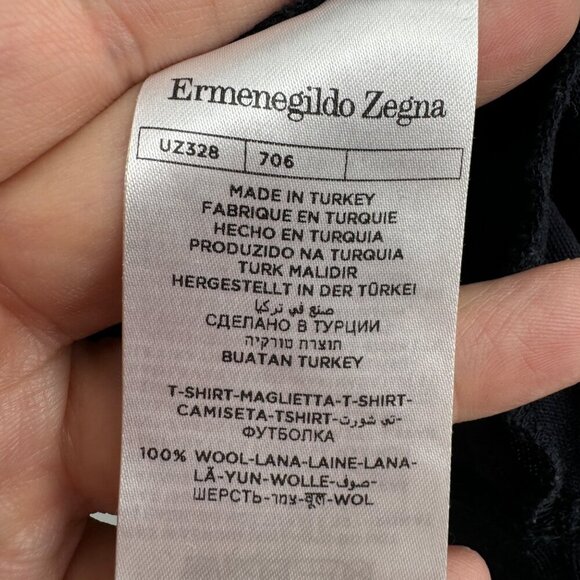 Ermenegildo Zegna
UZ328 706
MADE IN TURKEY
FABRIQUE EN TURQUIE
HECHO EN TURQUIA
PRODUZIDO NA TURQUIA
TURK MALIDIR
HERGESTELLT IN DER TÜRKEI
صنع في تركيا
СДЕЛАНО В ТУРЦИИ
תוצרת טורקיה
BUATAN TURKEY
T-SHIRT-MAGLIETTA-T-SHIRT-
CAMISETA-TSHIRT-تي شورت-
ФУТБОЛКА
100% WOOL-LANA-LAINE-LANA-
LÃ-YUN-WOLLE-صوف-
ШЕРСТЬ-צמר-वूल-WOL